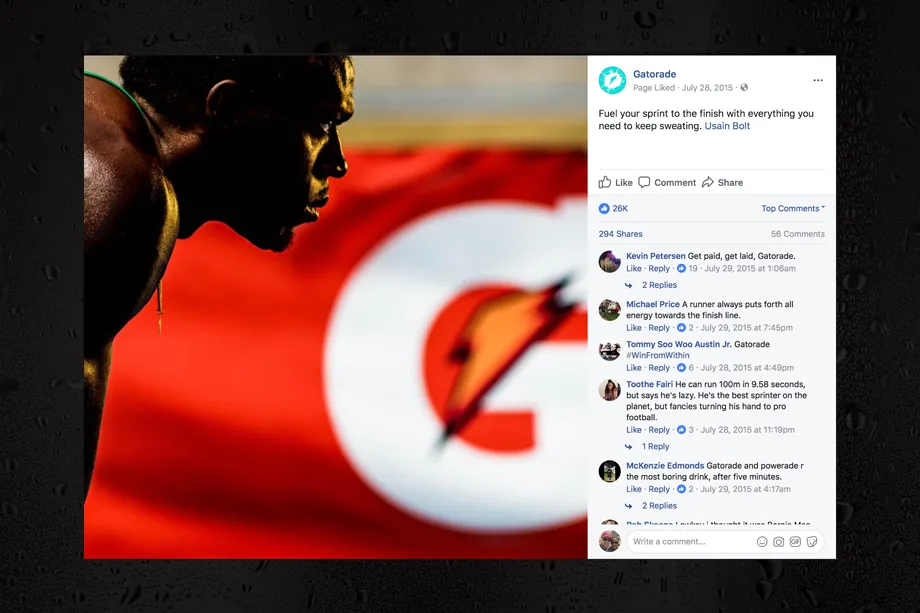 Gatorade
Page Liked · July 28, 2015 ·
Fuel your sprint to the finish with everything you
need to keep sweating. Usain Bolt
Like Comment Share
26K Top Comments
294 Shares 56 Comments
Kevin Petersen Get paid, get laid, Gatorade.
Like · Reply · 19 · July 29, 2015 at 1:06am
2 Replies
Michael Price A runner always puts forth all
energy towards the finish line.
Like · Reply · 2 · July 29, 2015 at 7:45pm
Tommy Soo Woo Austin Jr. Gatorade
#WinFromWithin
Like · Reply · 6 · July 28, 2015 at 4:49pm
Toothe Fairi He can run 100m in 9.58 seconds,
but says he's lazy. He's the best sprinter on the
planet, but fancies turning his hand to pro
football.
Like · Reply · 3 · July 28, 2015 at 11:19pm
1 Reply
McKenzie Edmonds Gatorade and powerade r
the most boring drink, after five minutes.
Like · Reply · 2 · July 29, 2015 at 4:17am
2 Replies
i thought it was
Write a comment...
GIF
G